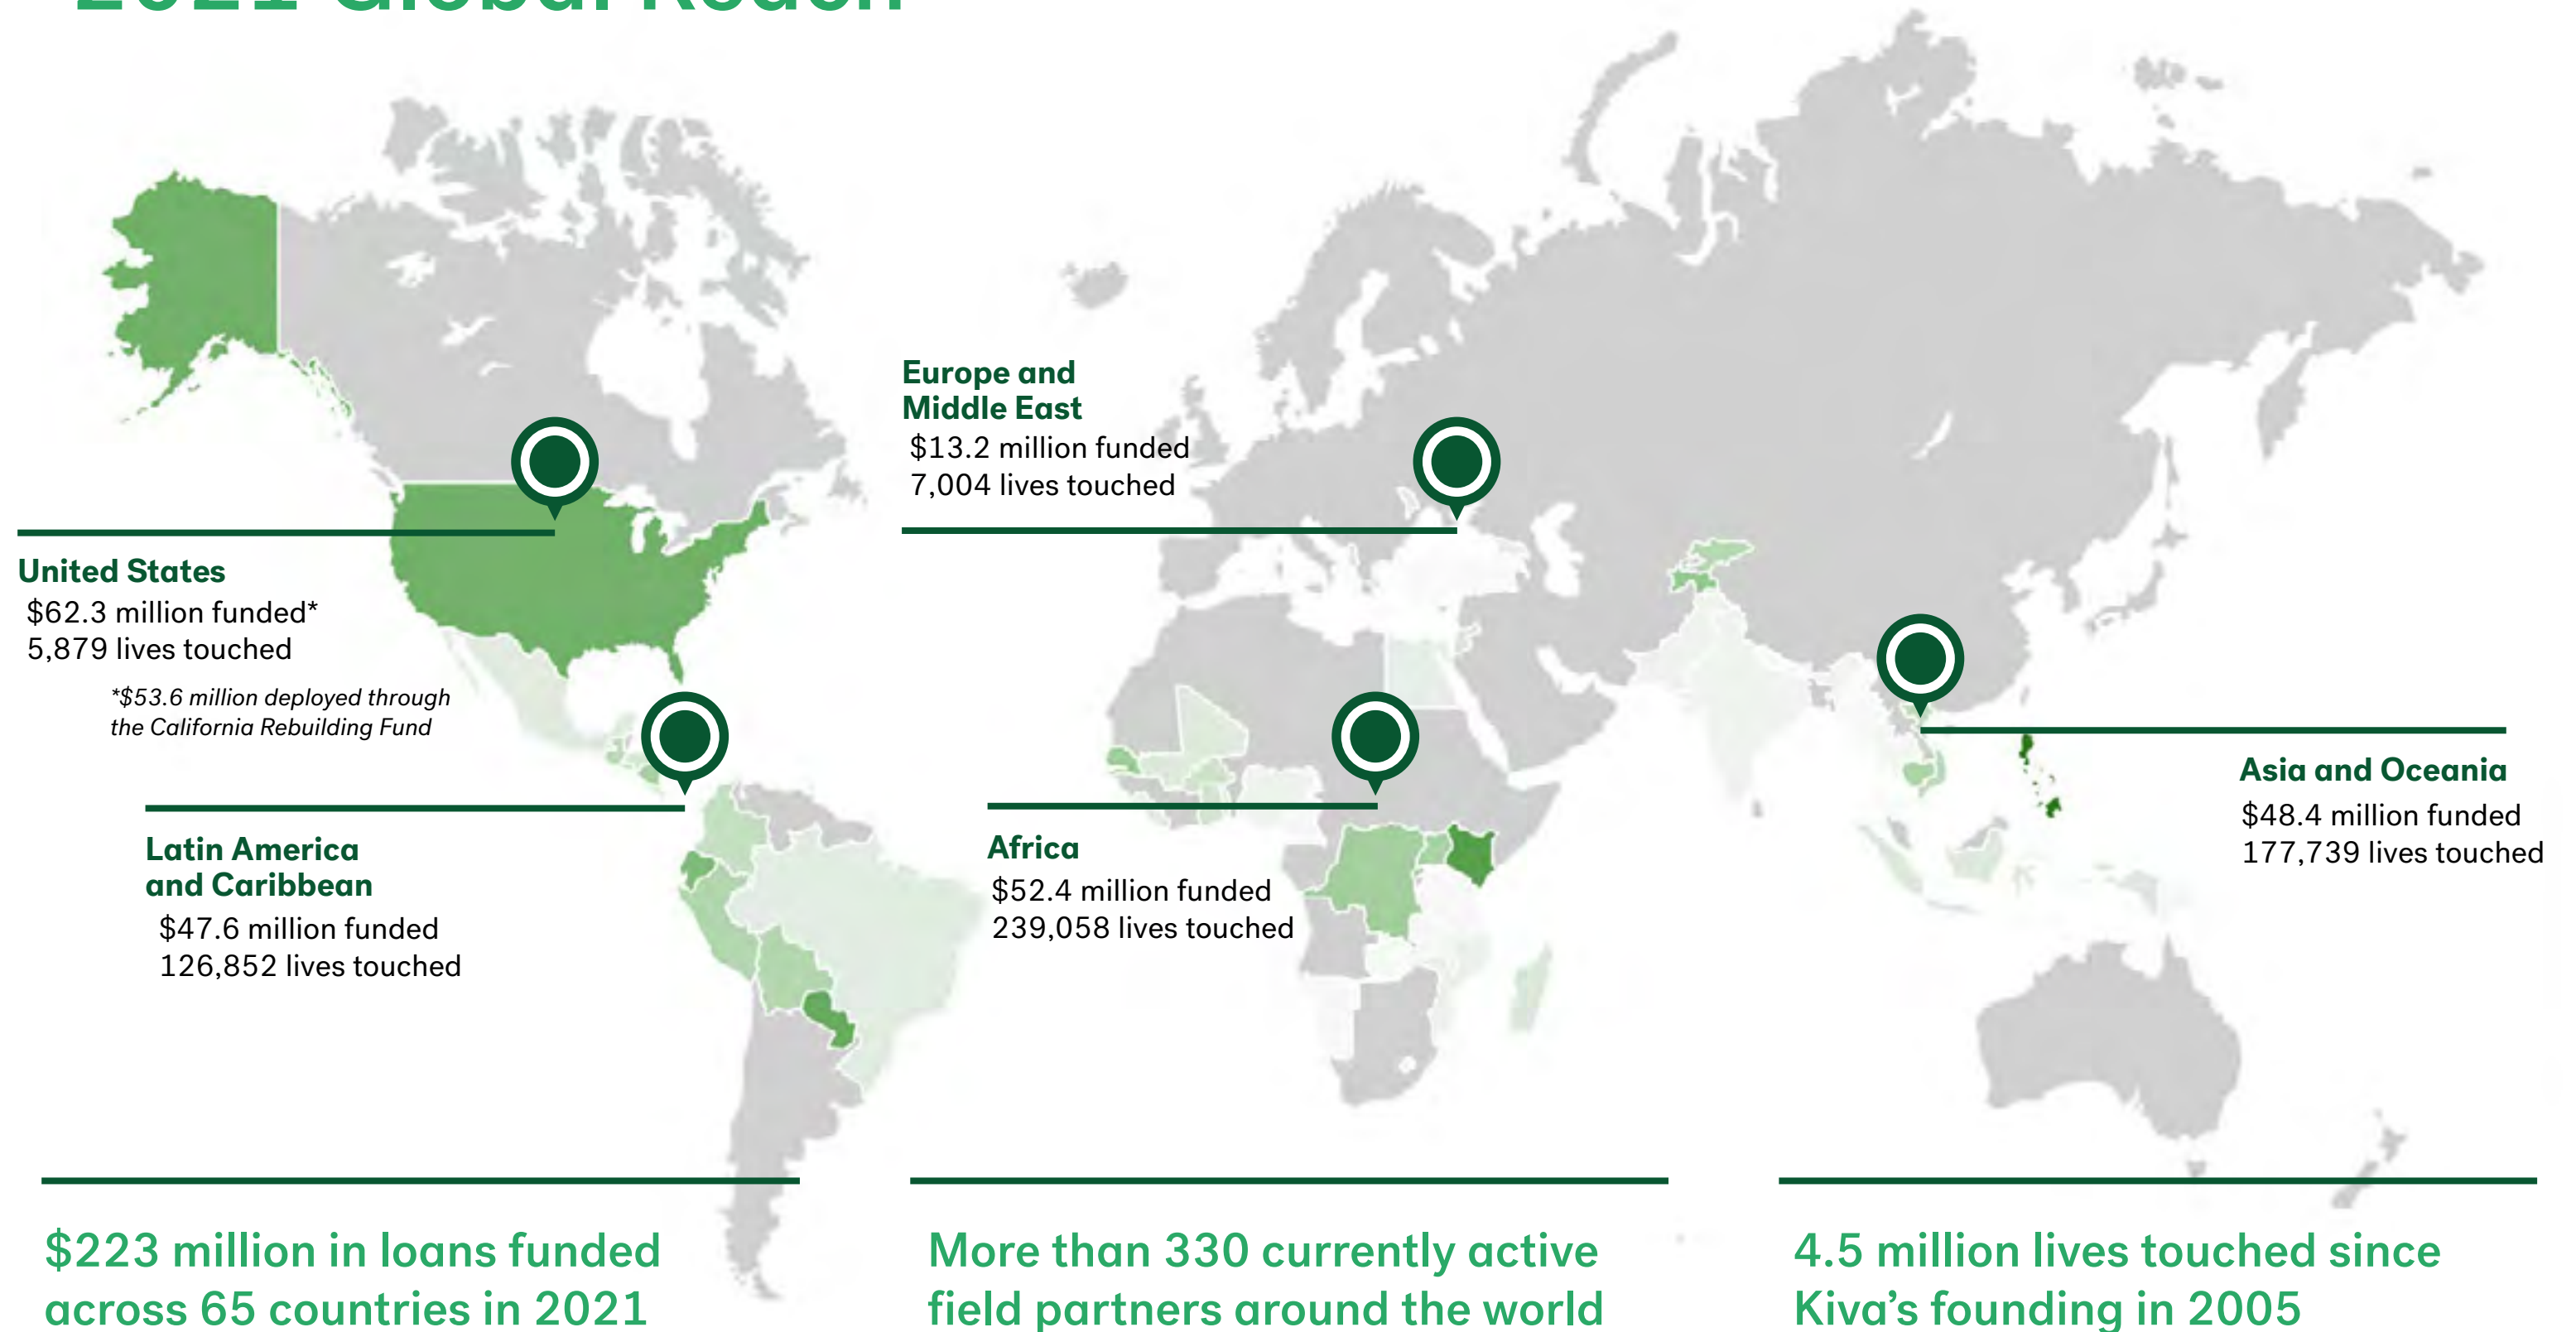 2021 Global Reach
Europe and
Middle East
$13.2 million funded
7,004 lives touched
United States
$62.3 million funded*
5,879 lives touched
*$53.6 million deployed through
the California Rebuilding Fund
Latin America
and Caribbean
$47.6 million funded
126,852 lives touched
Africa
$52.4 million funded
239,058 lives touched
Asia and Oceania
$48.4 million funded
177,739 lives touched
$223 million in loans funded
across 65 countries in 2021
More than 330 currently active
field partners around the world
4.5 million lives touched since
Kiva’s founding in 2005